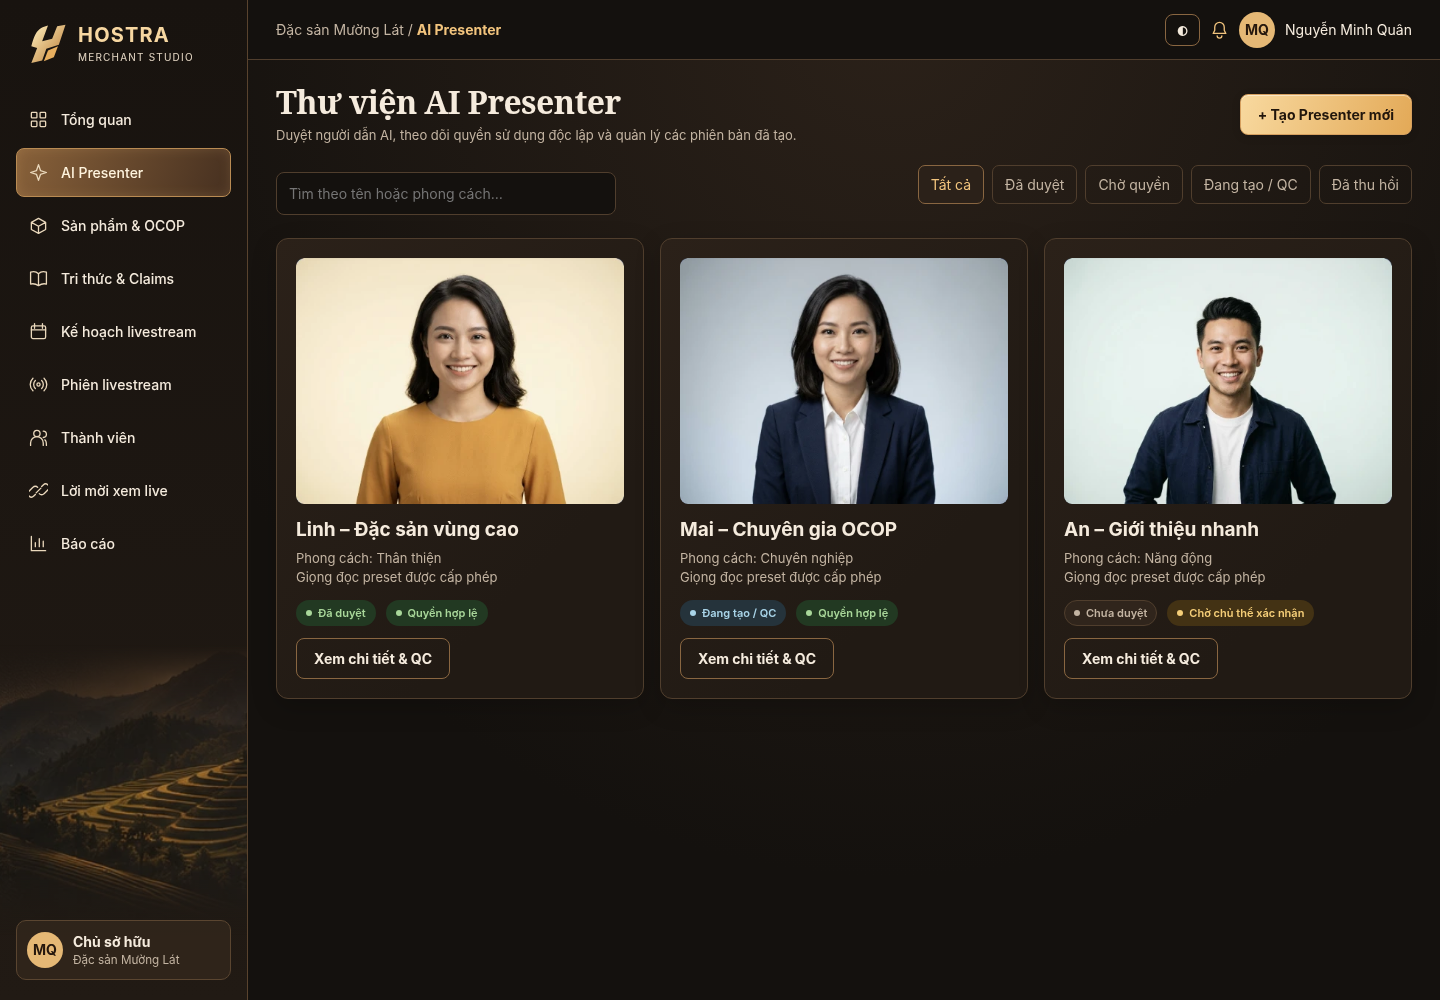 HOSTRA
MERCHANT STUDIO
Tổng quan
AI Presenter
Sản phẩm & OCOP
Tri thức & Claims
Kế hoạch livestream
Phiên livestream
Thành viên
Lời mời xem live
Báo cáo
MQ
Chủ sở hữu
Đặc sản Mường Lát
Đặc sản Mường Lát / AI Presenter
MQ
Nguyễn Minh Quân
Thư viện AI Presenter
Duyệt người dẫn AI, theo dõi quyền sử dụng độc lập và quản lý các phiên bản đã tạo.
+ Tạo Presenter mới
Tìm theo tên hoặc phong cách...
Tất cả
Đã duyệt
Chờ quyền
Đang tạo / QC
Đã thu hồi
Linh – Đặc sản vùng cao
Phong cách: Thân thiện
Giọng đọc preset được cấp phép
Đã duyệt
Quyền hợp lệ
Xem chi tiết & QC
Mai – Chuyên gia OCOP
Phong cách: Chuyên nghiệp
Giọng đọc preset được cấp phép
Đang tạo / QC
Quyền hợp lệ
Xem chi tiết & QC
An – Giới thiệu nhanh
Phong cách: Năng động
Giọng đọc preset được cấp phép
Chưa duyệt
Chờ chủ thể xác nhận
Xem chi tiết & QC